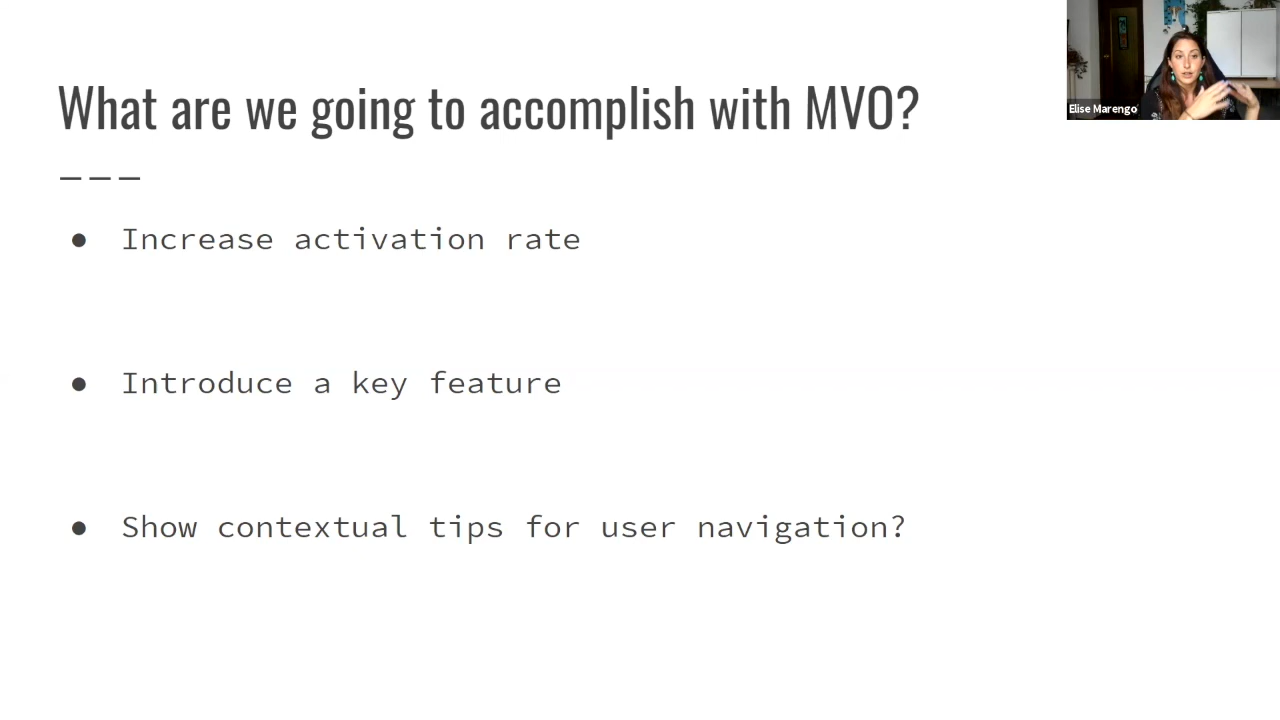 What are we going to accomplish with MVO?
Elise Marengo
● Increase activation rate
● Introduce a key feature
● Show contextual tips for user navigation?